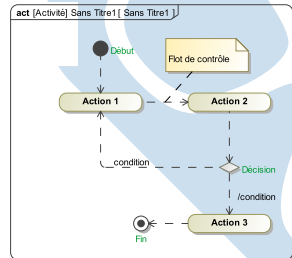 act [Activité] Sans Titre1 [ Sans Titre1 ]
Début
Flot de contrôle
Action 1
Action 2
condition
Décision
/condition
Action 3
Fin